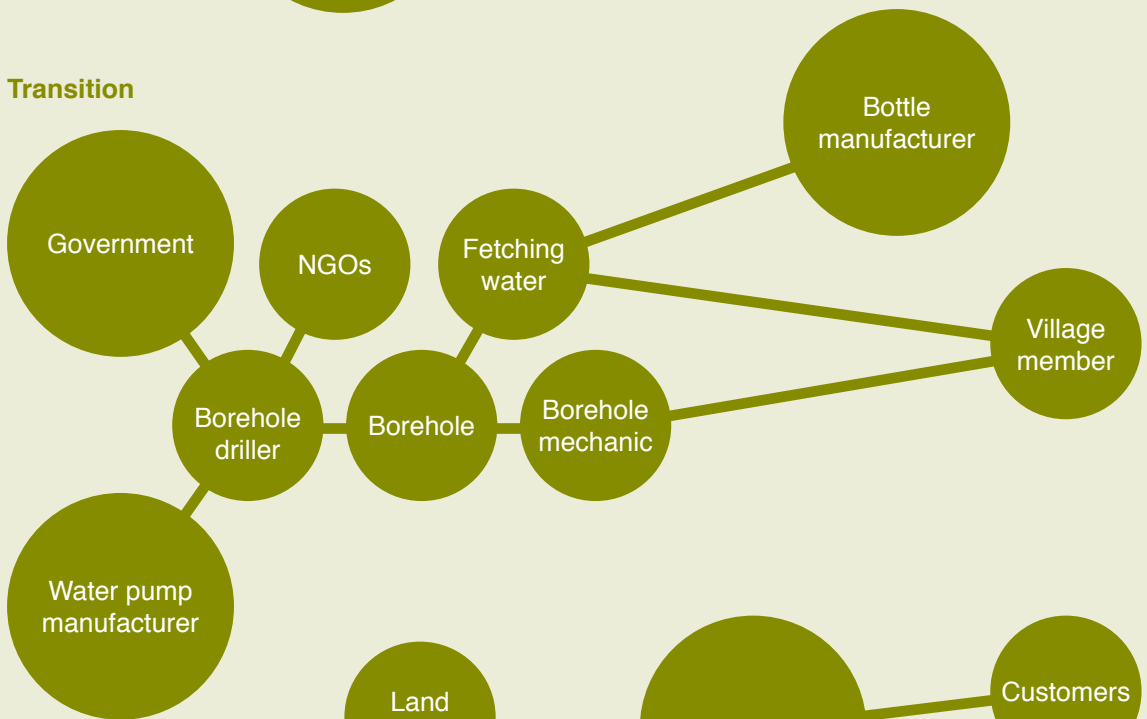 Transition
Bottle
manufacturer
Government
NGOs
Fetching
water
Village
member
Borehole
driller
Borehole
Borehole
mechanic
Water pump
manufacturer
Land
Customers